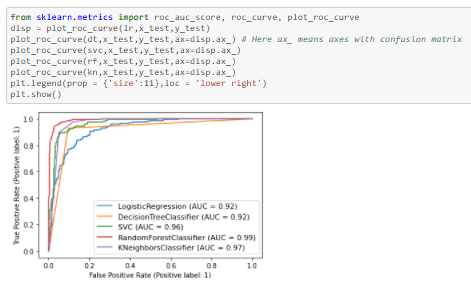 from sklearn.metrics import roc_auc_score, roc_curve, plot_roc_curve
disp = plot_roc_curve(lr,x_test,y_test)
plot_roc_curve(dt,x_test,y_test,ax=disp.ax_) # Here ax_ means axes with confusion matrix
plot_roc_curve(svc,x_test,y_test,ax=disp.ax_)
plot_roc_curve(rf,x_test,y_test,ax=disp.ax_)
plot_roc_curve(kn,x_test,y_test,ax=disp.ax_)
plt.legend(prop = {'size':11},loc = 'lower right')
plt.show()
True Positive Rate (Positive label: 1)
1.0
0.8
0.6
0.4
0.2
0.0
LogisticRegression (AUC = 0.92)
DecisionTreeClassifier (AUC = 0.92)
SVC (AUC = 0.96)
RandomForestClassifier (AUC = 0.99)
KNeighborsClassifier (AUC = 0.97)
0.0 0.2 0.4 0.6 0.8 1.0
False Positive Rate (Positive label: 1)